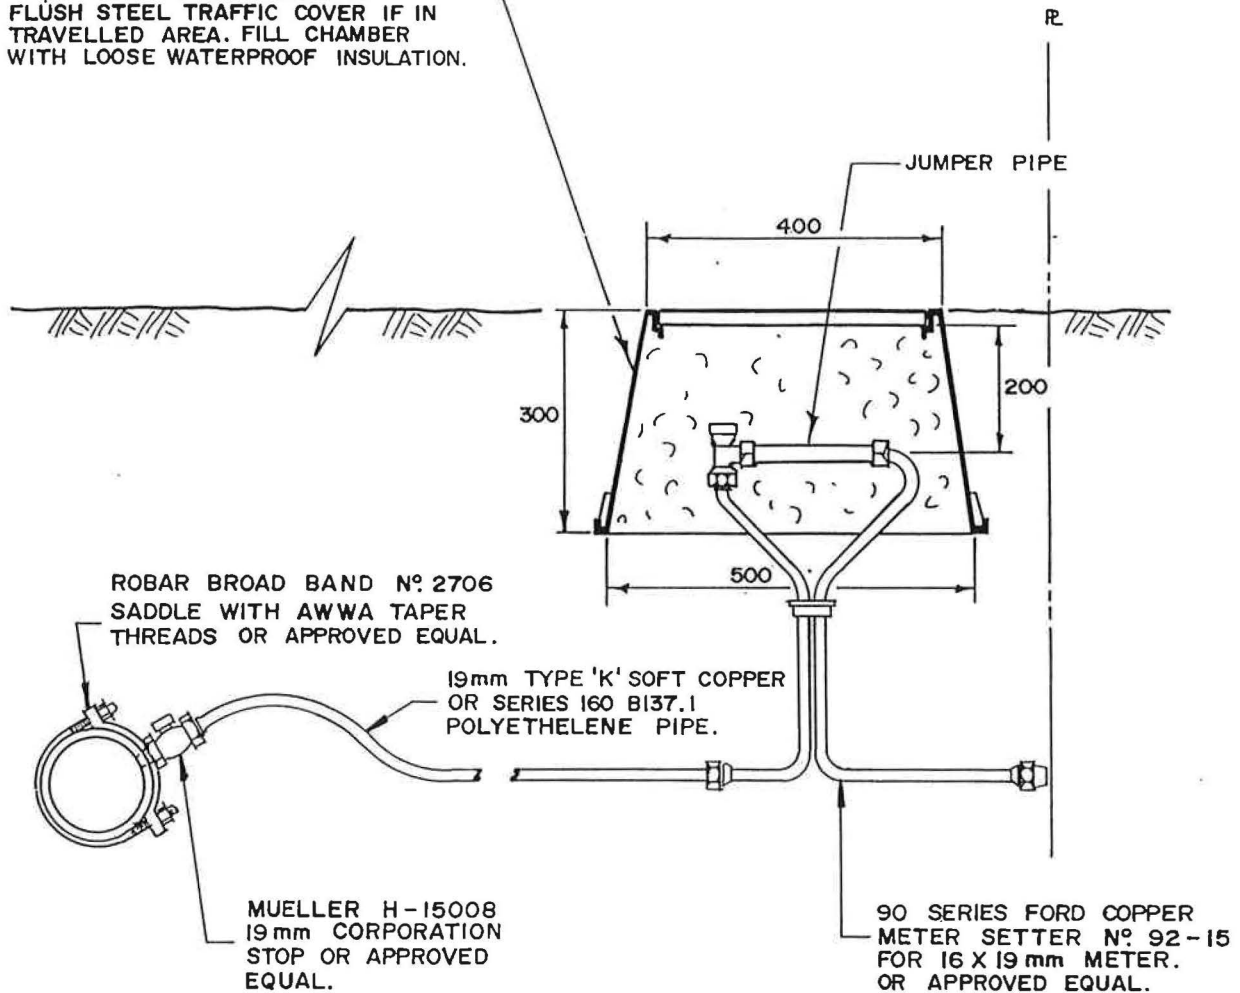 FLUSH STEEL TRAFFIC COVER IF IN
TRAVELLED AREA. FILL CHAMBER
WITH LOOSE WATERPROOF INSULATION.
PL
JUMPER PIPE
400
200
300
500
ROBAR BROAD BAND Nº 2706
SADDLE WITH AWWA TAPER
THREADS OR APPROVED EQUAL.
19mm TYPE 'K' SOFT COPPER
OR SERIES 160 B137.1
POLYETHELENE PIPE.
MUELLER H-15008
19mm CORPORATION
STOP OR APPROVED
EQUAL.
90 SERIES FORD COPPER
METER SETTER Nº 92-15
FOR 16 X 19mm METER.
OR APPROVED EQUAL.